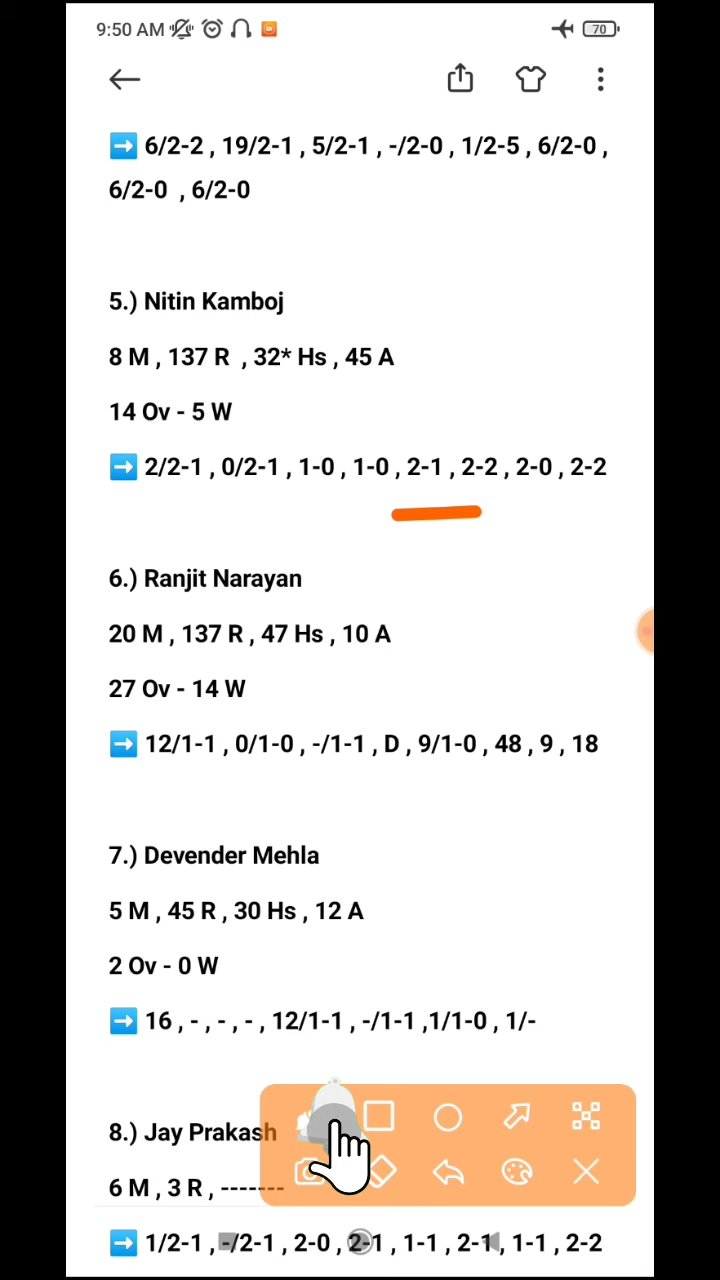 9:50 AM
70
6/2-2 , 19/2-1 , 5/2-1 , -/2-0 , 1/2-5 , 6/2-0 ,
6/2-0 , 6/2-0
5.) Nitin Kamboj
8 M , 137 R , 32* Hs , 45 A
14 Ov - 5 W
2/2-1 , 0/2-1 , 1-0 , 1-0 , 2-1 , 2-2 , 2-0 , 2-2
6.) Ranjit Narayan
20 M , 137 R , 47 Hs , 10 A
27 Ov - 14 W
12/1-1 , 0/1-0 , -/1-1 , D , 9/1-0 , 48 , 9 , 18
7.) Devender Mehla
5 M , 45 R , 30 Hs , 12 A
2 Ov - 0 W
16 , - , - , - , 12/1-1 , -/1-1 ,1/1-0 , 1/-
8.) Jay Prakash
6 M , 3 R , -------
1/2-1 , -/2-1 , 2-0 , 2-1 , 1-1 , 2-1 , 1-1 , 2-2